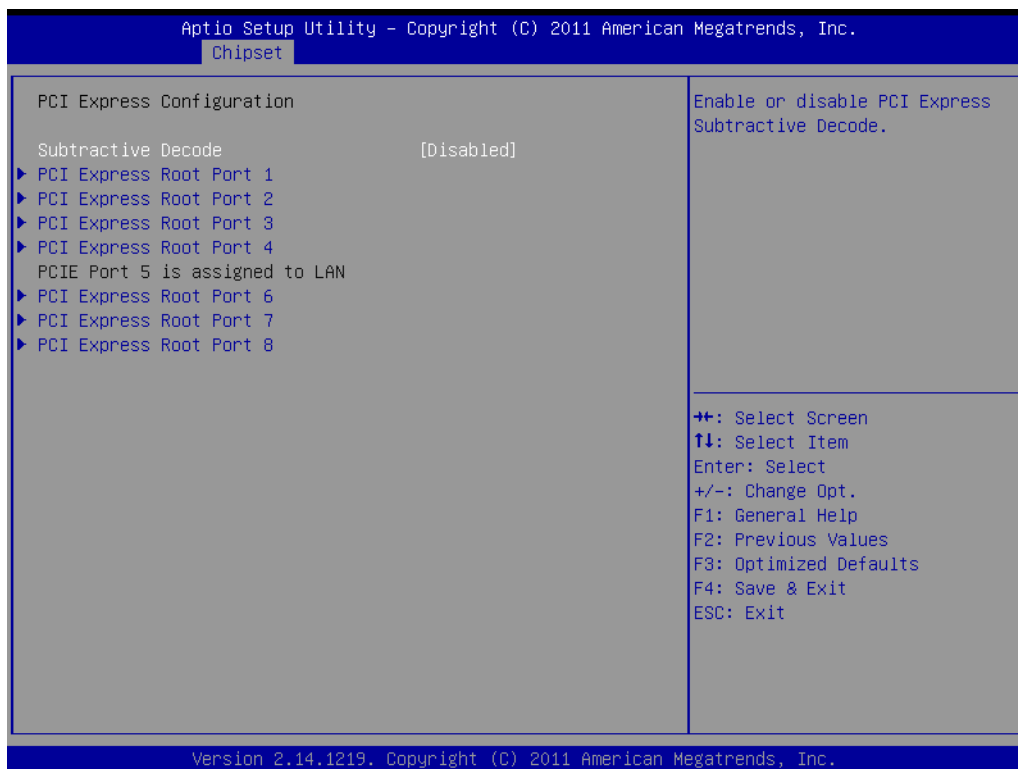 Aptio Setup Utility – Copyright (C) 2011 American Megatrends, Inc.
Chipset
PCI Express Configuration
Subtractive Decode [Disabled]
PCI Express Root Port 1
PCI Express Root Port 2
PCI Express Root Port 3
PCI Express Root Port 4
PCIE Port 5 is assigned to LAN
PCI Express Root Port 6
PCI Express Root Port 7
PCI Express Root Port 8
Enable or disable PCI Express
Subtractive Decode.
→←: Select Screen
↑↓: Select Item
Enter: Select
+/-: Change Opt.
F1: General Help
F2: Previous Values
F3: Optimized Defaults
F4: Save & Exit
ESC: Exit
Version 2.14.1219. Copyright (C) 2011 American Megatrends, Inc.